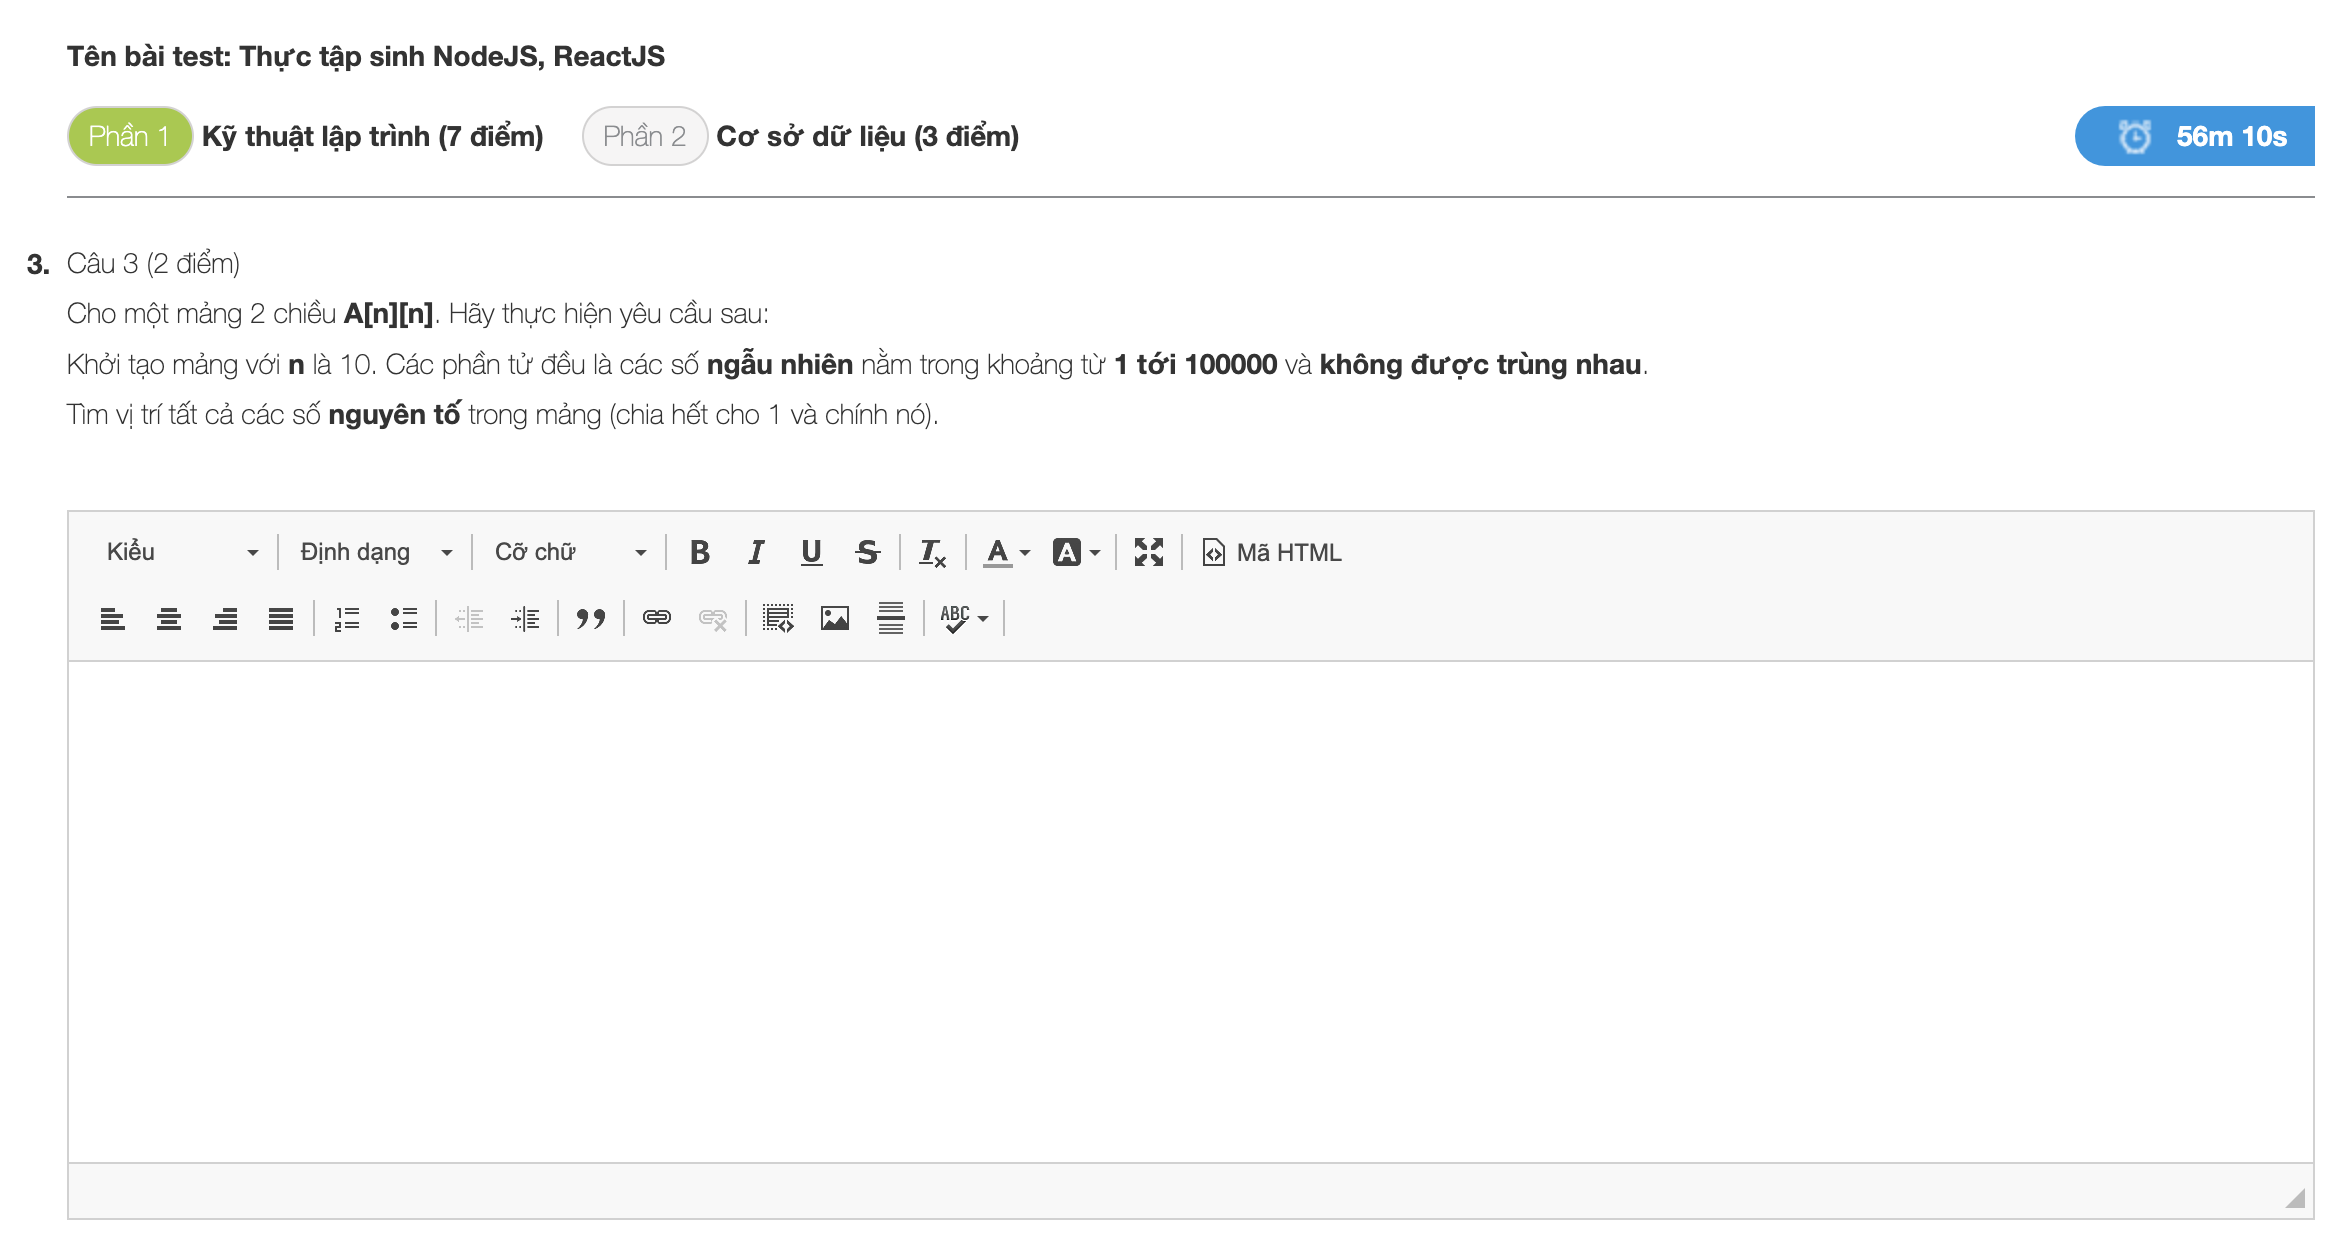 Tên bài test: Thực tập sinh NodeJS, ReactJS
Phần 1 Kỹ thuật lập trình (7 điểm) Phần 2 Cơ sở dữ liệu (3 điểm) 56m 10s
3. Câu 3 (2 điểm)
Cho một mảng 2 chiều A[n][n]. Hãy thực hiện yêu cầu sau:
Khởi tạo mảng với n là 10. Các phần tử đều là các số ngẫu nhiên nằm trong khoảng từ 1 tới 100000 và không được trùng nhau.
Tìm vị trí tất cả các số nguyên tố trong mảng (chia hết cho 1 và chính nó).
Kiểu Định dạng Cỡ chữ B I U S Tx A A Mã HTML
ABC